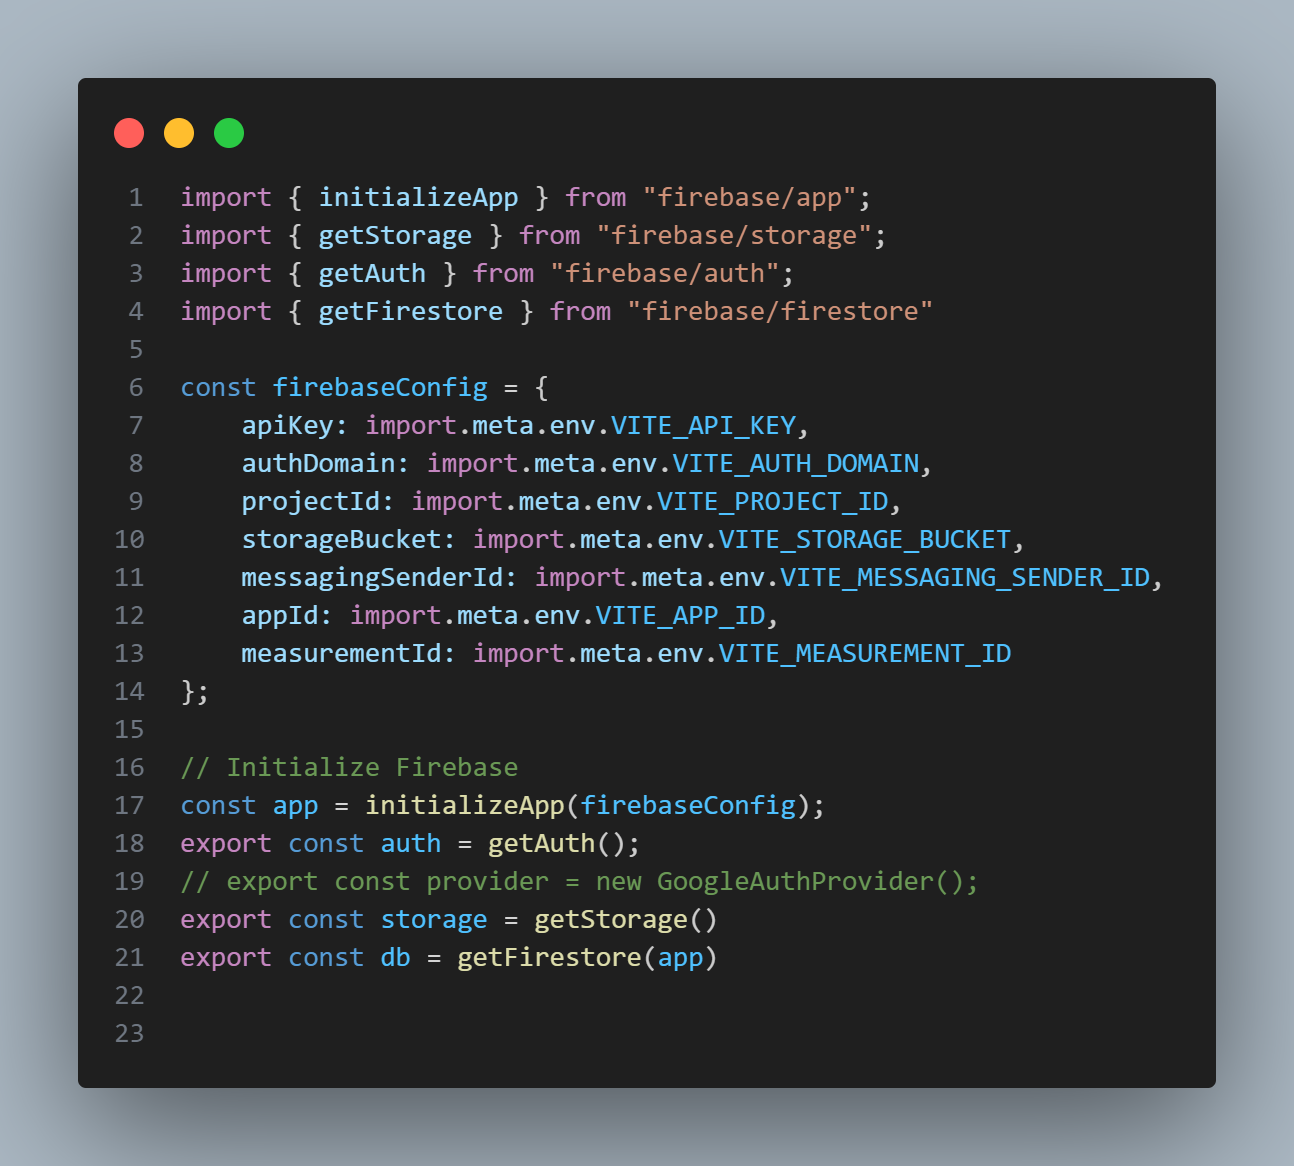 1 import { initializeApp } from "firebase/app";
2 import { getStorage } from "firebase/storage";
3 import { getAuth } from "firebase/auth";
4 import { getFirestore } from "firebase/firestore"
5
6 const firebaseConfig = {
7     apiKey: import.meta.env.VITE_API_KEY,
8     authDomain: import.meta.env.VITE_AUTH_DOMAIN,
9     projectId: import.meta.env.VITE_PROJECT_ID,
10     storageBucket: import.meta.env.VITE_STORAGE_BUCKET,
11     messagingSenderId: import.meta.env.VITE_MESSAGING_SENDER_ID,
12     appId: import.meta.env.VITE_APP_ID,
13     measurementId: import.meta.env.VITE_MEASUREMENT_ID
14 };
15
16 // Initialize Firebase
17 const app = initializeApp(firebaseConfig);
18 export const auth = getAuth();
19 // export const provider = new GoogleAuthProvider();
20 export const storage = getStorage()
21 export const db = getFirestore(app)
22
23